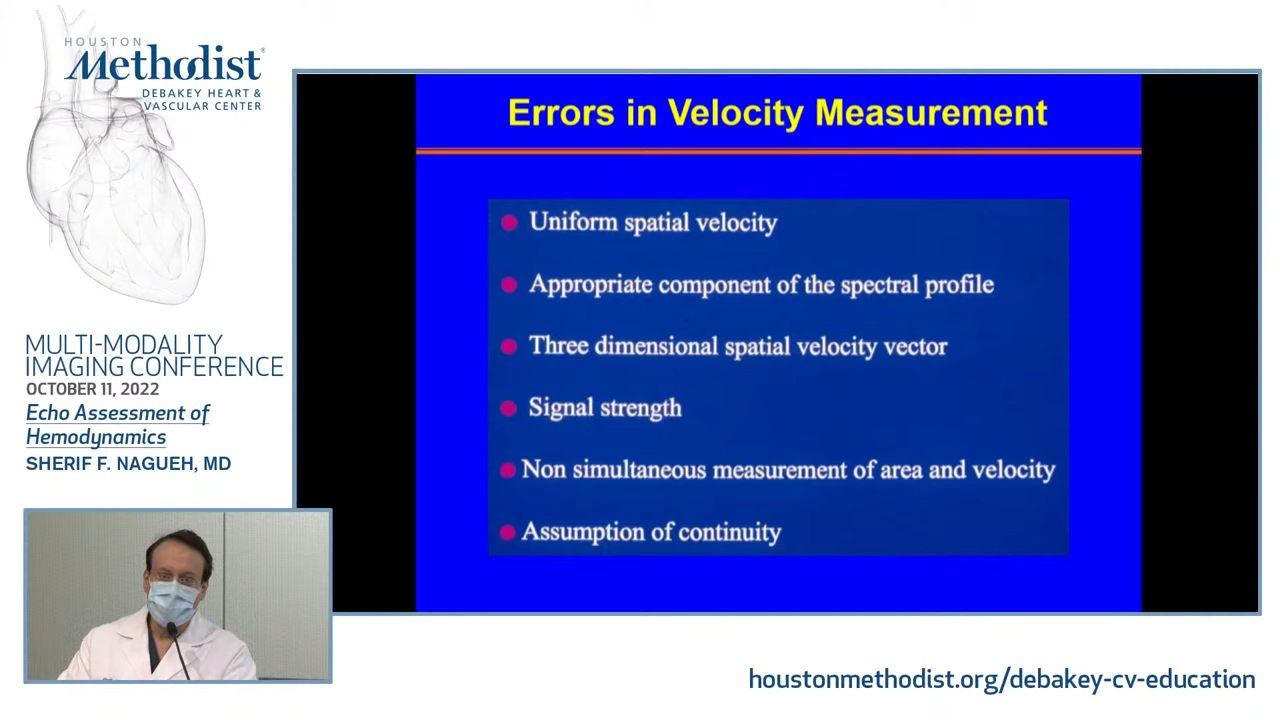 HOUSTON
Methodist®
DEBAKEY HEART &
VASCULAR CENTER
MULTI-MODALITY
IMAGING CONFERENCE
OCTOBER 11, 2022
Echo Assessment of
Hemodynamics
SHERIF F. NAGUEH, MD
Errors in Velocity Measurement
Uniform spatial velocity
Appropriate component of the spectral profile
Three dimensional spatial velocity vector
Signal strength
Non simultaneous measurement of area and velocity
Assumption of continuity
houstonmethodist.org/debakey-cv-education